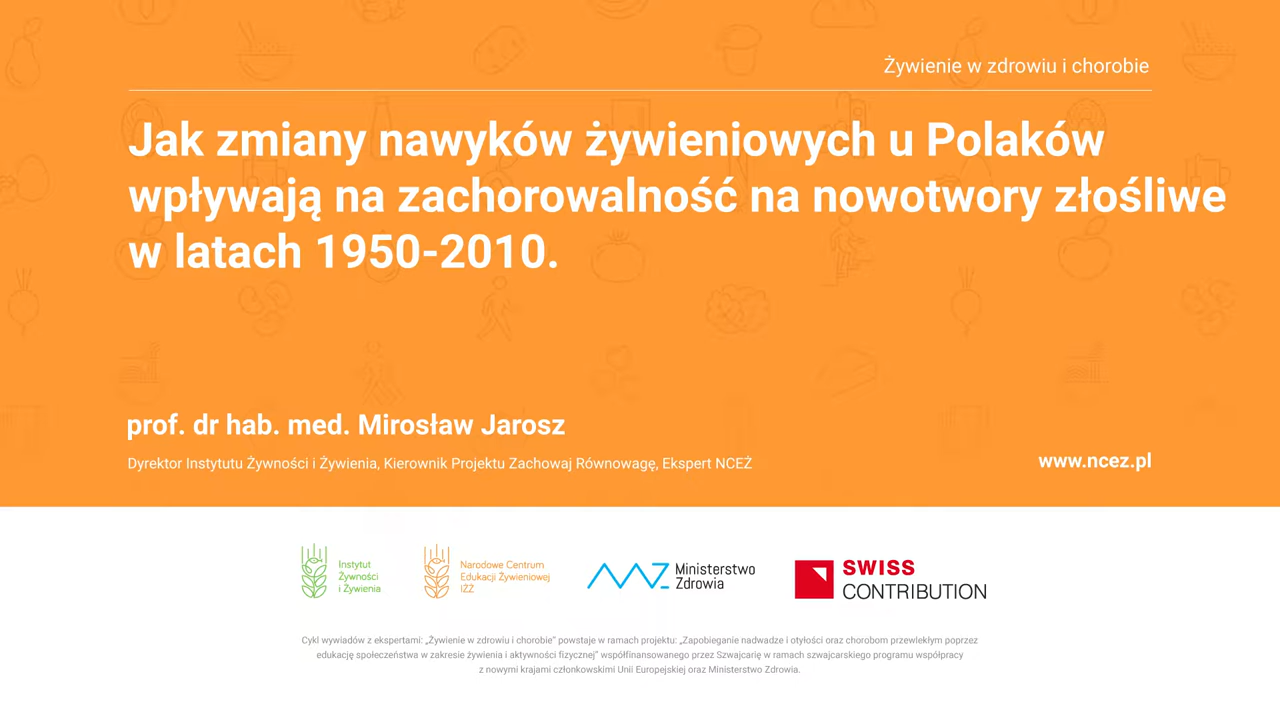 Żywienie w zdrowiu i chorobie
Jak zmiany nawyków żywieniowych u Polaków
wpływają na zachorowalność na nowotwory złośliwe
w latach 1950-2010.
prof. dr hab. med. Mirosław Jarosz
Dyrektor Instytutu Żywności i Żywienia, Kierownik Projektu Zachowaj Równowagę, Ekspert NCEŻ
www.ncez.pl
Instytut
Żywności
i Żywienia
Narodowe Centrum
Edukacji Żywieniowej
IŻŻ
Ministerstwo
Zdrowia
SWISS
CONTRIBUTION
Cykl wywiadów z ekspertami: „Żywienie w zdrowiu i chorobie” powstaje w ramach projektu: „Zapobieganie nadwadze i otyłości oraz chorobom przewlekłym poprzez
edukację społeczeństwa w zakresie żywienia i aktywności fizycznej” współfinansowanego przez Szwajcarię w ramach szwajcarskiego programu współpracy
z nowymi krajami członkowskimi Unii Europejskiej oraz Ministerstwo Zdrowia.